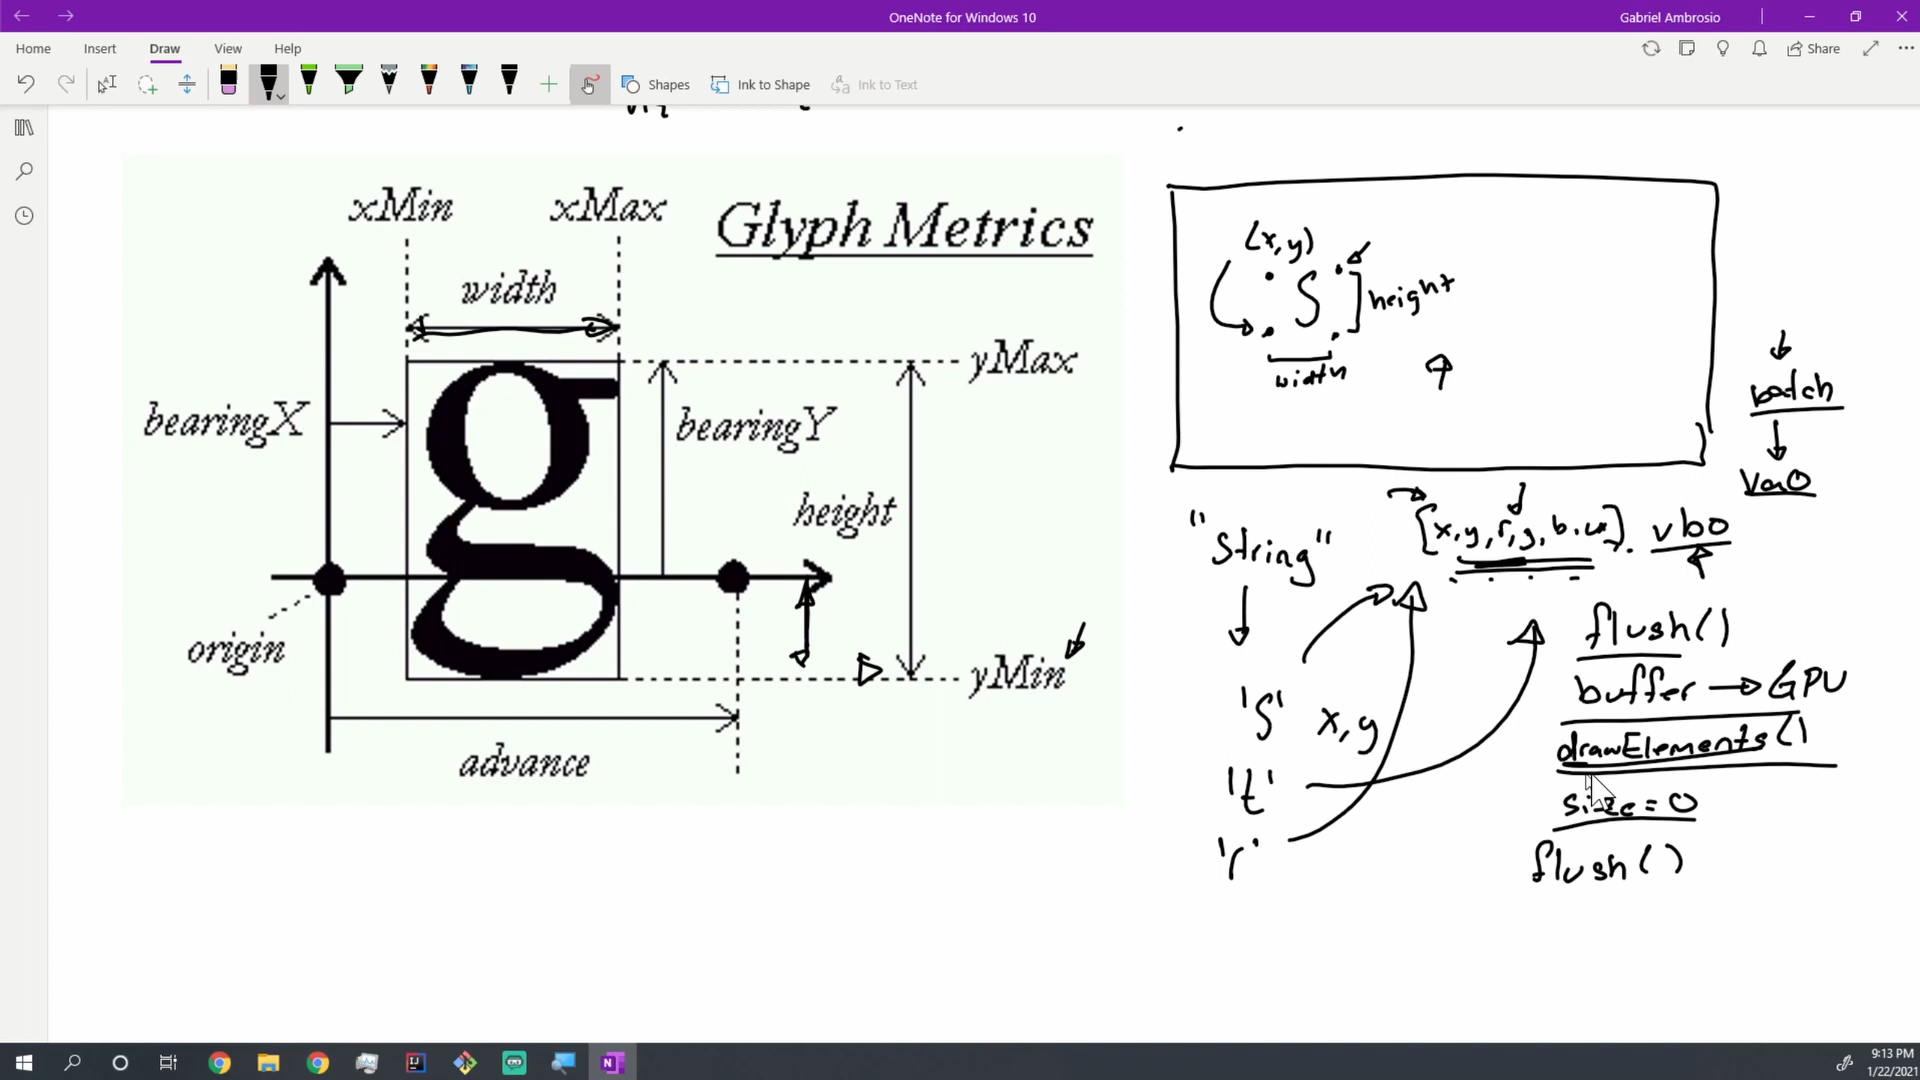 OneNote for Windows 10
Gabriel Ambrosio
Home
Insert
Draw
View
Help
Share
Shapes
Ink to Shape
Ink to Text
xMin
xMax
Glyph Metrics
width
yMax
bearingX
bearingY
height
origin
yMin
advance
(x,y)
S
height
width
batch
"String"
[x,y,r,g,b,
vbo
flush()
buffer → GPU
'S' x,y
drawElements()
't'
size = 0
'r'
flush()
9:13 PM
1/22/2021